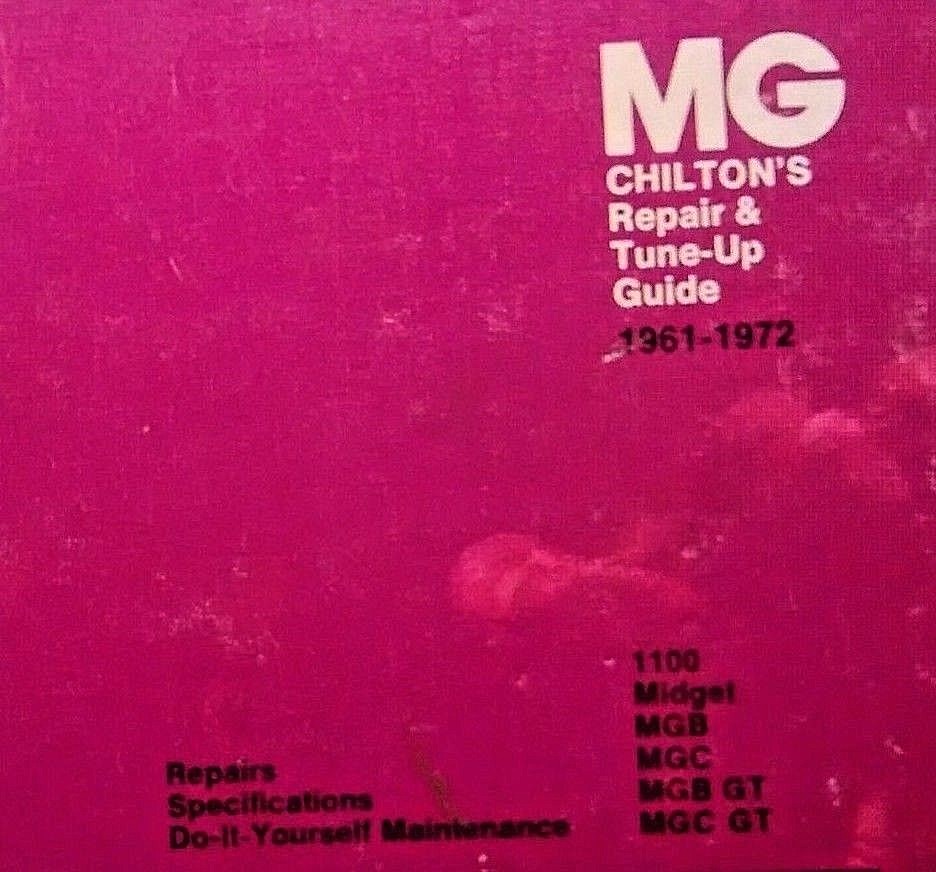 MG
CHILTON'S
Repair &
Tune-Up
Guide
1961-1972
1100
Midget
MGB
MGC
MGB GT
MGC GT
Repairs
Specifications
Do-It-Yourself Maintenance